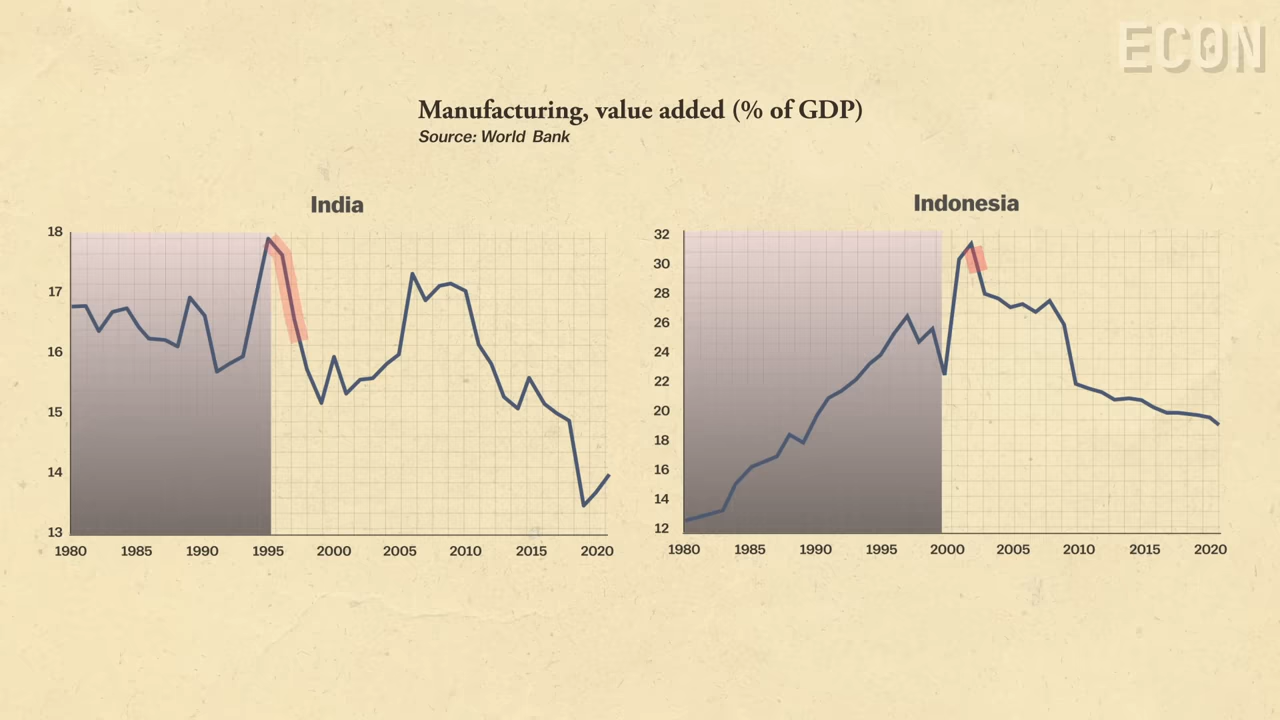 ECON
Manufacturing, value added (% of GDP)
Source: World Bank
India
18
17
16
15
14
13
1980 1985 1990 1995 2000 2005 2010 2015 2020
Indonesia
32
30
28
26
24
22
20
18
16
14
12
1980 1985 1990 1995 2000 2005 2010 2015 2020